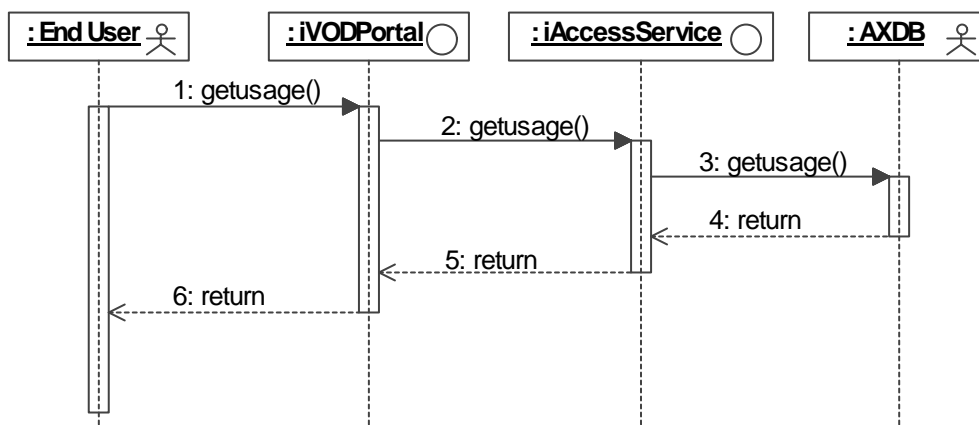 : End User
: iVODPortal
: iAccessService
: AXDB
1: getusage()
2: getusage()
3: getusage()
4: return
5: return
6: return